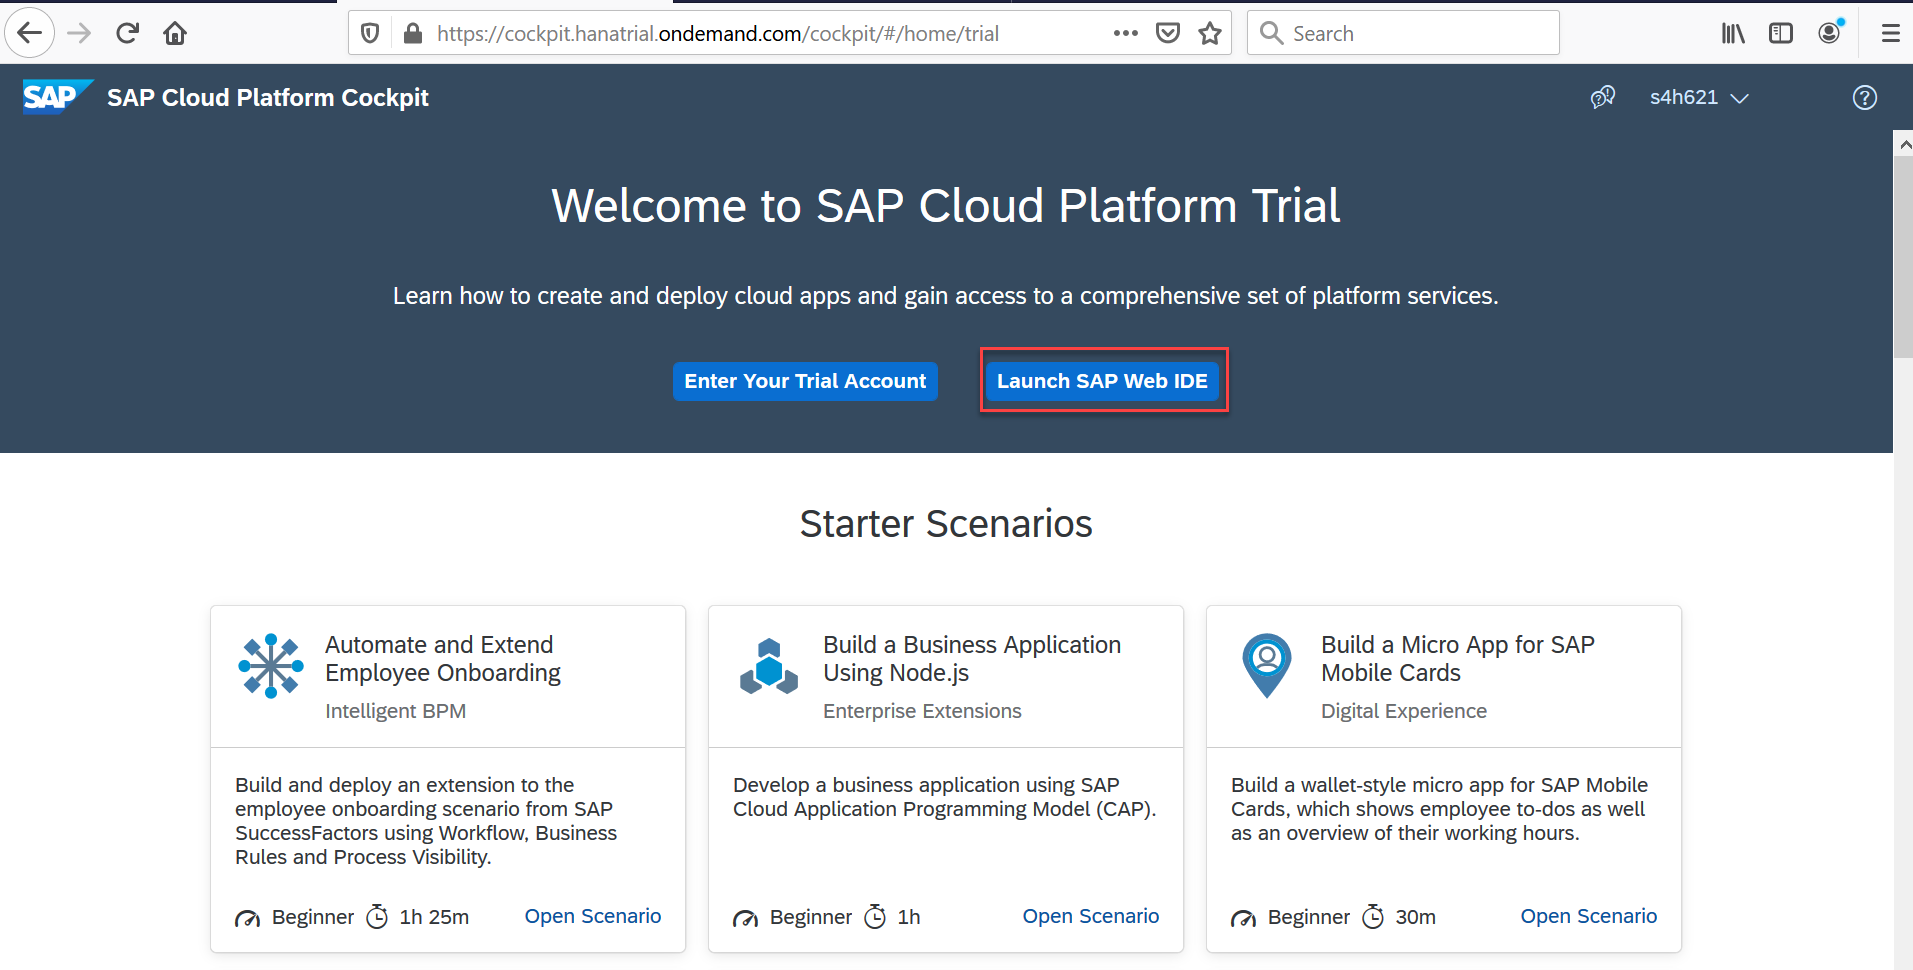 https://cockpit.hanatrial.ondemand.com/cockpit/#/home/trial
Search
SAP
SAP Cloud Platform Cockpit
s4h621
Welcome to SAP Cloud Platform Trial
Learn how to create and deploy cloud apps and gain access to a comprehensive set of platform services.
Enter Your Trial Account
Launch SAP Web IDE
Starter Scenarios
Automate and Extend
Employee Onboarding
Intelligent BPM
Build and deploy an extension to the
employee onboarding scenario from SAP
SuccessFactors using Workflow, Business
Rules and Process Visibility.
Beginner 1h 25m Open Scenario
Build a Business Application
Using Node.js
Enterprise Extensions
Develop a business application using SAP
Cloud Application Programming Model (CAP).
Beginner 1h Open Scenario
Build a Micro App for SAP
Mobile Cards
Digital Experience
Build a wallet-style micro app for SAP Mobile
Cards, which shows employee to-dos as well
as an overview of their working hours.
Beginner 30m Open Scenario